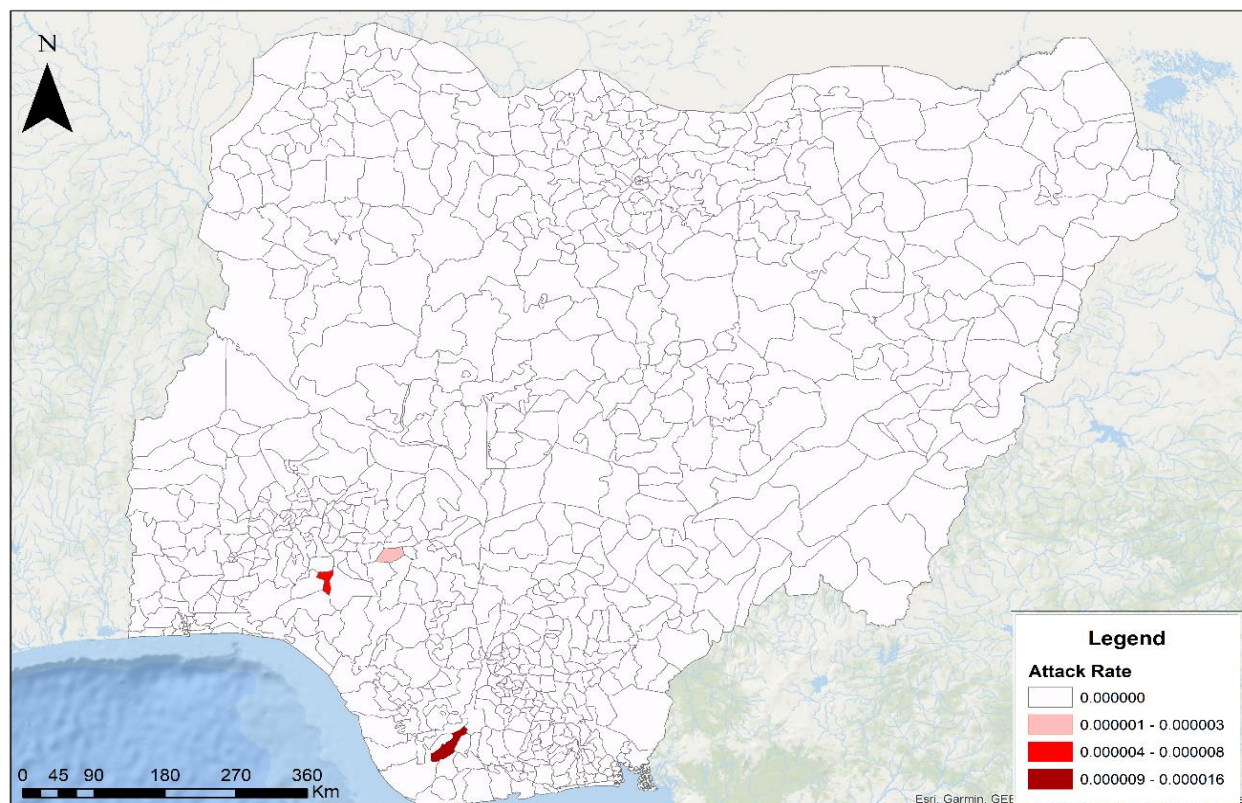 N
Legend
Attack Rate
0.000000
0.000001 - 0.000003
0.000004 - 0.000008
0.000009 - 0.000016
0 45 90 180 270 360
Km
Esri, Garmin,